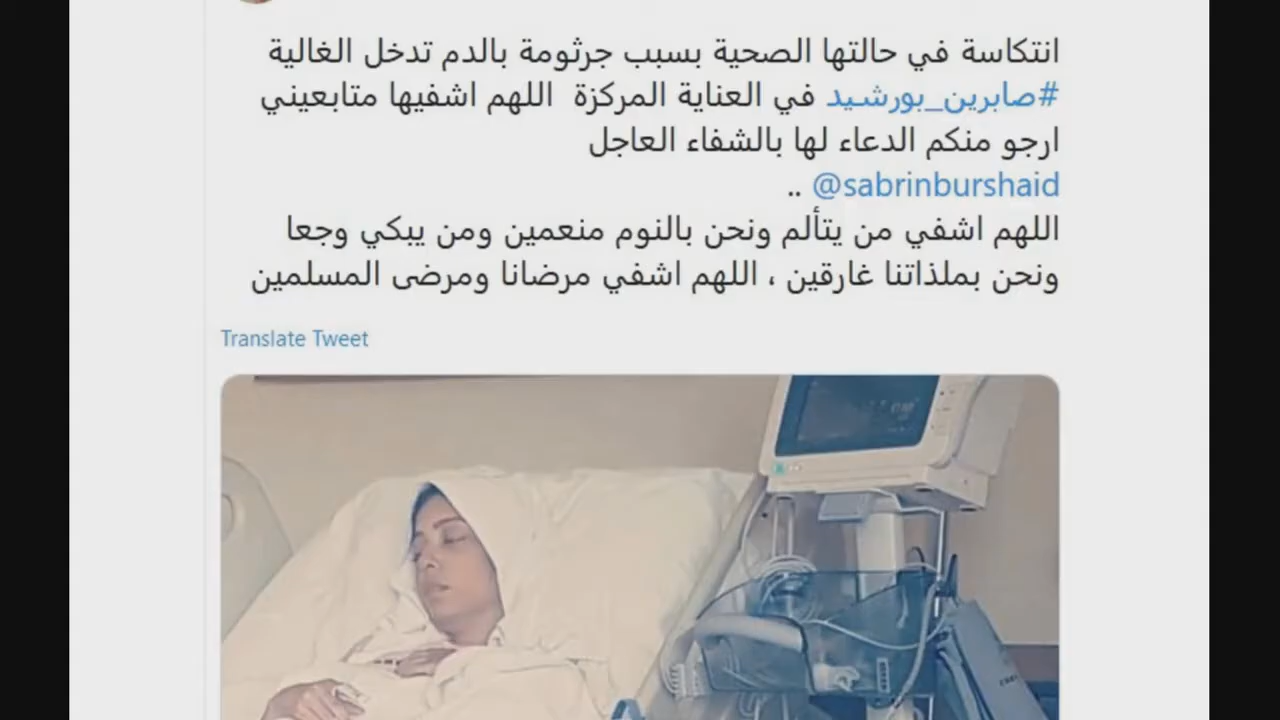 انتكاسة في حالتها الصحية بسبب جرثومة بالدم تدخل الغالية
#صابرين_بورشيد في العناية المركزة اللهم اشفيها متابعيني
ارجو منكم الدعاء لها بالشفاء العاجل
@sabrinburshaid ..
اللهم اشفي من يتألم ونحن بالنوم منعمين ومن يبكي وجعا
ونحن بملذاتنا غارقين ، اللهم اشفي مرضانا ومرضى المسلمين
Translate Tweet